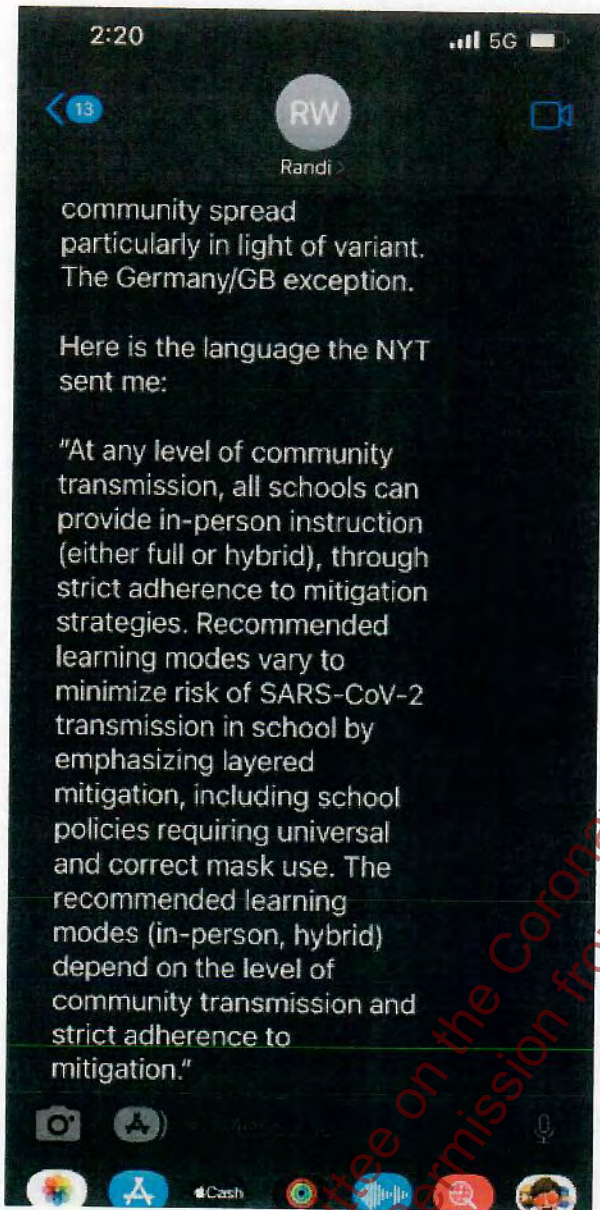 2:20
5G
13
RW
Randi
community spread
particularly in light of variant.
The Germany/GB exception.
Here is the language the NYT
sent me:
"At any level of community
transmission, all schools can
provide in-person instruction
(either full or hybrid), through
strict adherence to mitigation
strategies. Recommended
learning modes vary to
minimize risk of SARS-CoV-2
transmission in school by
emphasizing layered
mitigation, including school
policies requiring universal
and correct mask use. The
recommended learning
modes (in-person, hybrid)
depend on the level of
community transmission and
strict adherence to
mitigation."
Cash
on the